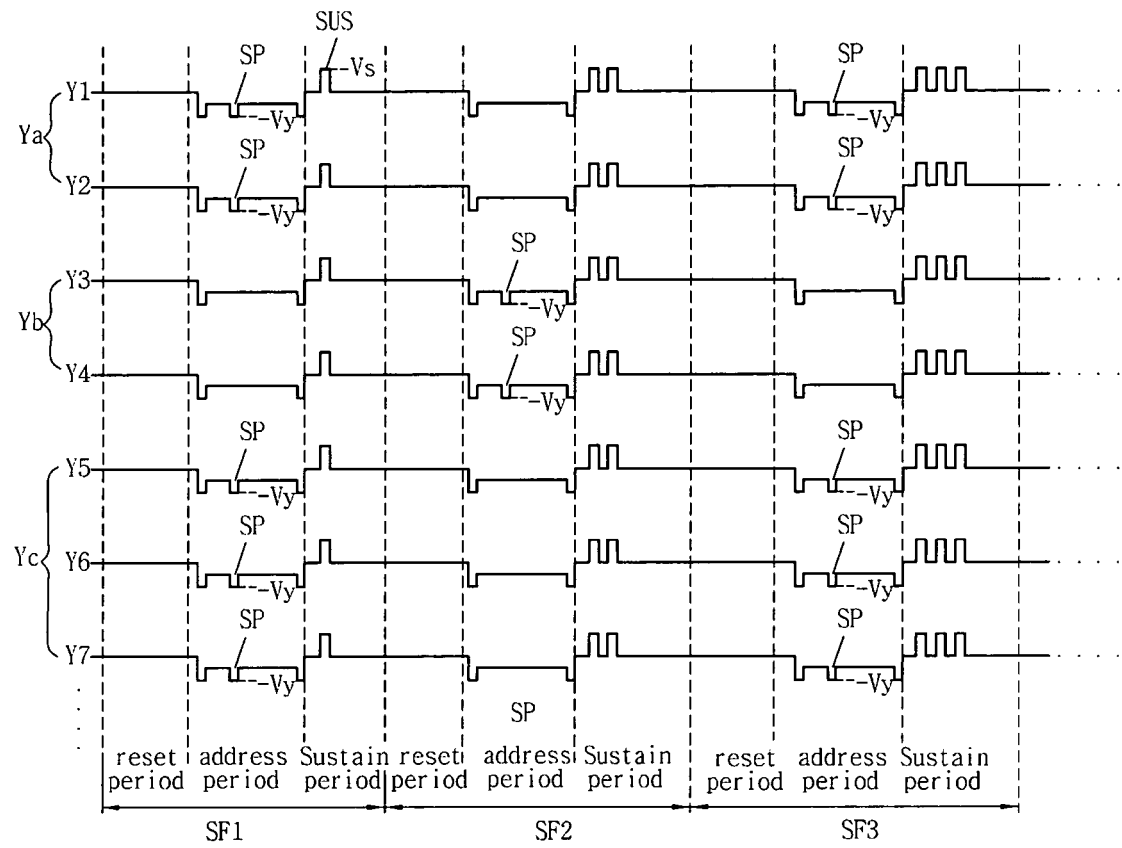 SUS
SP
-Vs
SP
Y1
-Vy
-Vy
Ya
SP
SP
Y2
-Vy
-Vy
SP
Y3
-Vy
Yb
SP
Y4
-Vy
SP
SP
Y5
-Vy
-Vy
SP
SP
Yc
Y6
-Vy
-Vy
SP
SP
Y7
-Vy
-Vy
SP
reset period
address period
Sustain period
reset period
address period
Sustain period
reset period
address period
Sustain period
SF1
SF2
SF3